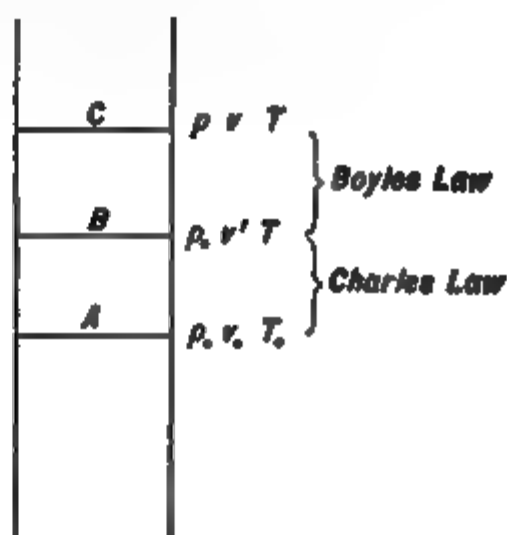 C p v T
Boyles Law
B p₀ v' T
Charles Law
A p₀ v₀ T₀